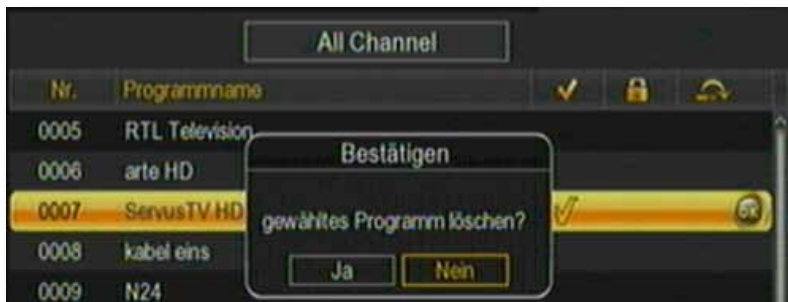 All Channel
Nr. Programmname
0005 RTL Television
0006 arte HD
0007 ServusTV HD OK
0008 kabel eins
0009 N24
Bestätigen
gewähltes Programm löschen?
Ja Nein